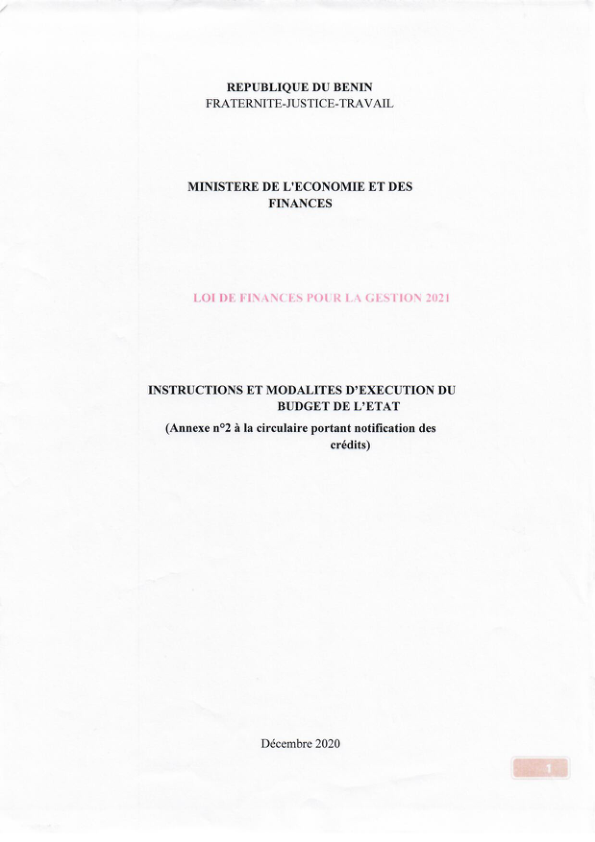 REPUBLIQUE DU BENIN
FRATERNITE-JUSTICE-TRAVAIL
MINISTERE DE L'ECONOMIE ET DES
FINANCES
LOI DE FINANCES POUR LA GESTION 2021
INSTRUCTIONS ET MODALITES D'EXECUTION DU
BUDGET DE L'ETAT
(Annexe n°2 à la circulaire portant notification des
crédits)
Décembre 2020
1